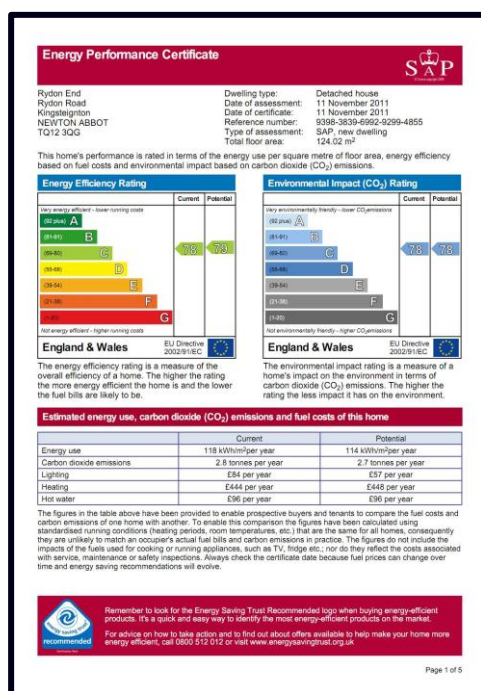 Energy Performance Certificate
SAP
Rydon End
Rydon Road
Kingsteignton
NEWTON ABBOT
TQ12 3QG
Dwelling type: Detached house
Date of assessment: 11 November 2011
Date of certificate: 11 November 2011
Reference number: 9398-3839-6992-9299-4855
Type of assessment: SAP, new dwelling
Total floor area: 124.02 m²
This home's performance is rated in terms of the energy use per square metre of floor area, energy efficiency
based on fuel costs and environmental impact based on carbon dioxide (CO₂) emissions.
Energy Efficiency Rating
Current Potential
Very energy efficient - lower running costs
(92 plus) A
(81-91) B
(69-80) C 78 79
(55-68) D
(39-54) E
(21-38) F
(1-20) G
Not energy efficient - higher running costs
England & Wales EU Directive
2002/91/EC
The energy efficiency rating is a measure of the
overall efficiency of a home. The higher the rating
the more energy efficient the home is and the lower
the fuel bills are likely to be.
Environmental Impact (CO₂) Rating
Current Potential
Very environmentally friendly - lower CO₂ emissions
(92 plus) A
(81-91) B
(69-80) C 78 78
(55-68) D
(39-54) E
(21-38) F
(1-20) G
Not environmentally friendly - higher CO₂ emissions
England & Wales EU Directive
2002/91/EC
The environmental impact rating is a measure of a
home's impact on the environment in terms of
carbon dioxide (CO₂) emissions. The higher the
rating the less impact it has on the environment.
Estimated energy use, carbon dioxide (CO₂) emissions and fuel costs of this home
Current Potential
Energy use 118 kWh/m²per year 114 kWh/m²per year
Carbon dioxide emissions 2.8 tonnes per year 2.7 tonnes per year
Lighting £84 per year £57 per year
Heating £444 per year £448 per year
Hot water £96 per year £96 per year
The figures in the table above have been provided to enable prospective buyers and tenants to compare the fuel costs and
carbon emissions of one home with another. To enable this comparison the figures have been calculated using
standardised running conditions (heating periods, room temperatures, etc.) that are the same for all homes, consequently
they are unlikely to match an occupier's actual fuel bills and carbon emissions in practice. The figures do not include the
impacts of the fuels used for cooking or running appliances, such as TV, fridge etc.; nor do they reflect the costs associated
with service, maintenance or safety inspections. Always check the certificate date because fuel prices can change over
time and energy saving recommendations will evolve.
energy saving trust
recommended
Remember to look for the Energy Saving Trust Recommended logo when buying energy-efficient
products. It's a quick and easy way to identify the most energy-efficient products on the market.
For advice on how to take action and to find out about offers available to help make your home more
energy efficient, call 0800 512 012 or visit www.energysavingtrust.org.uk
Page 1 of 5